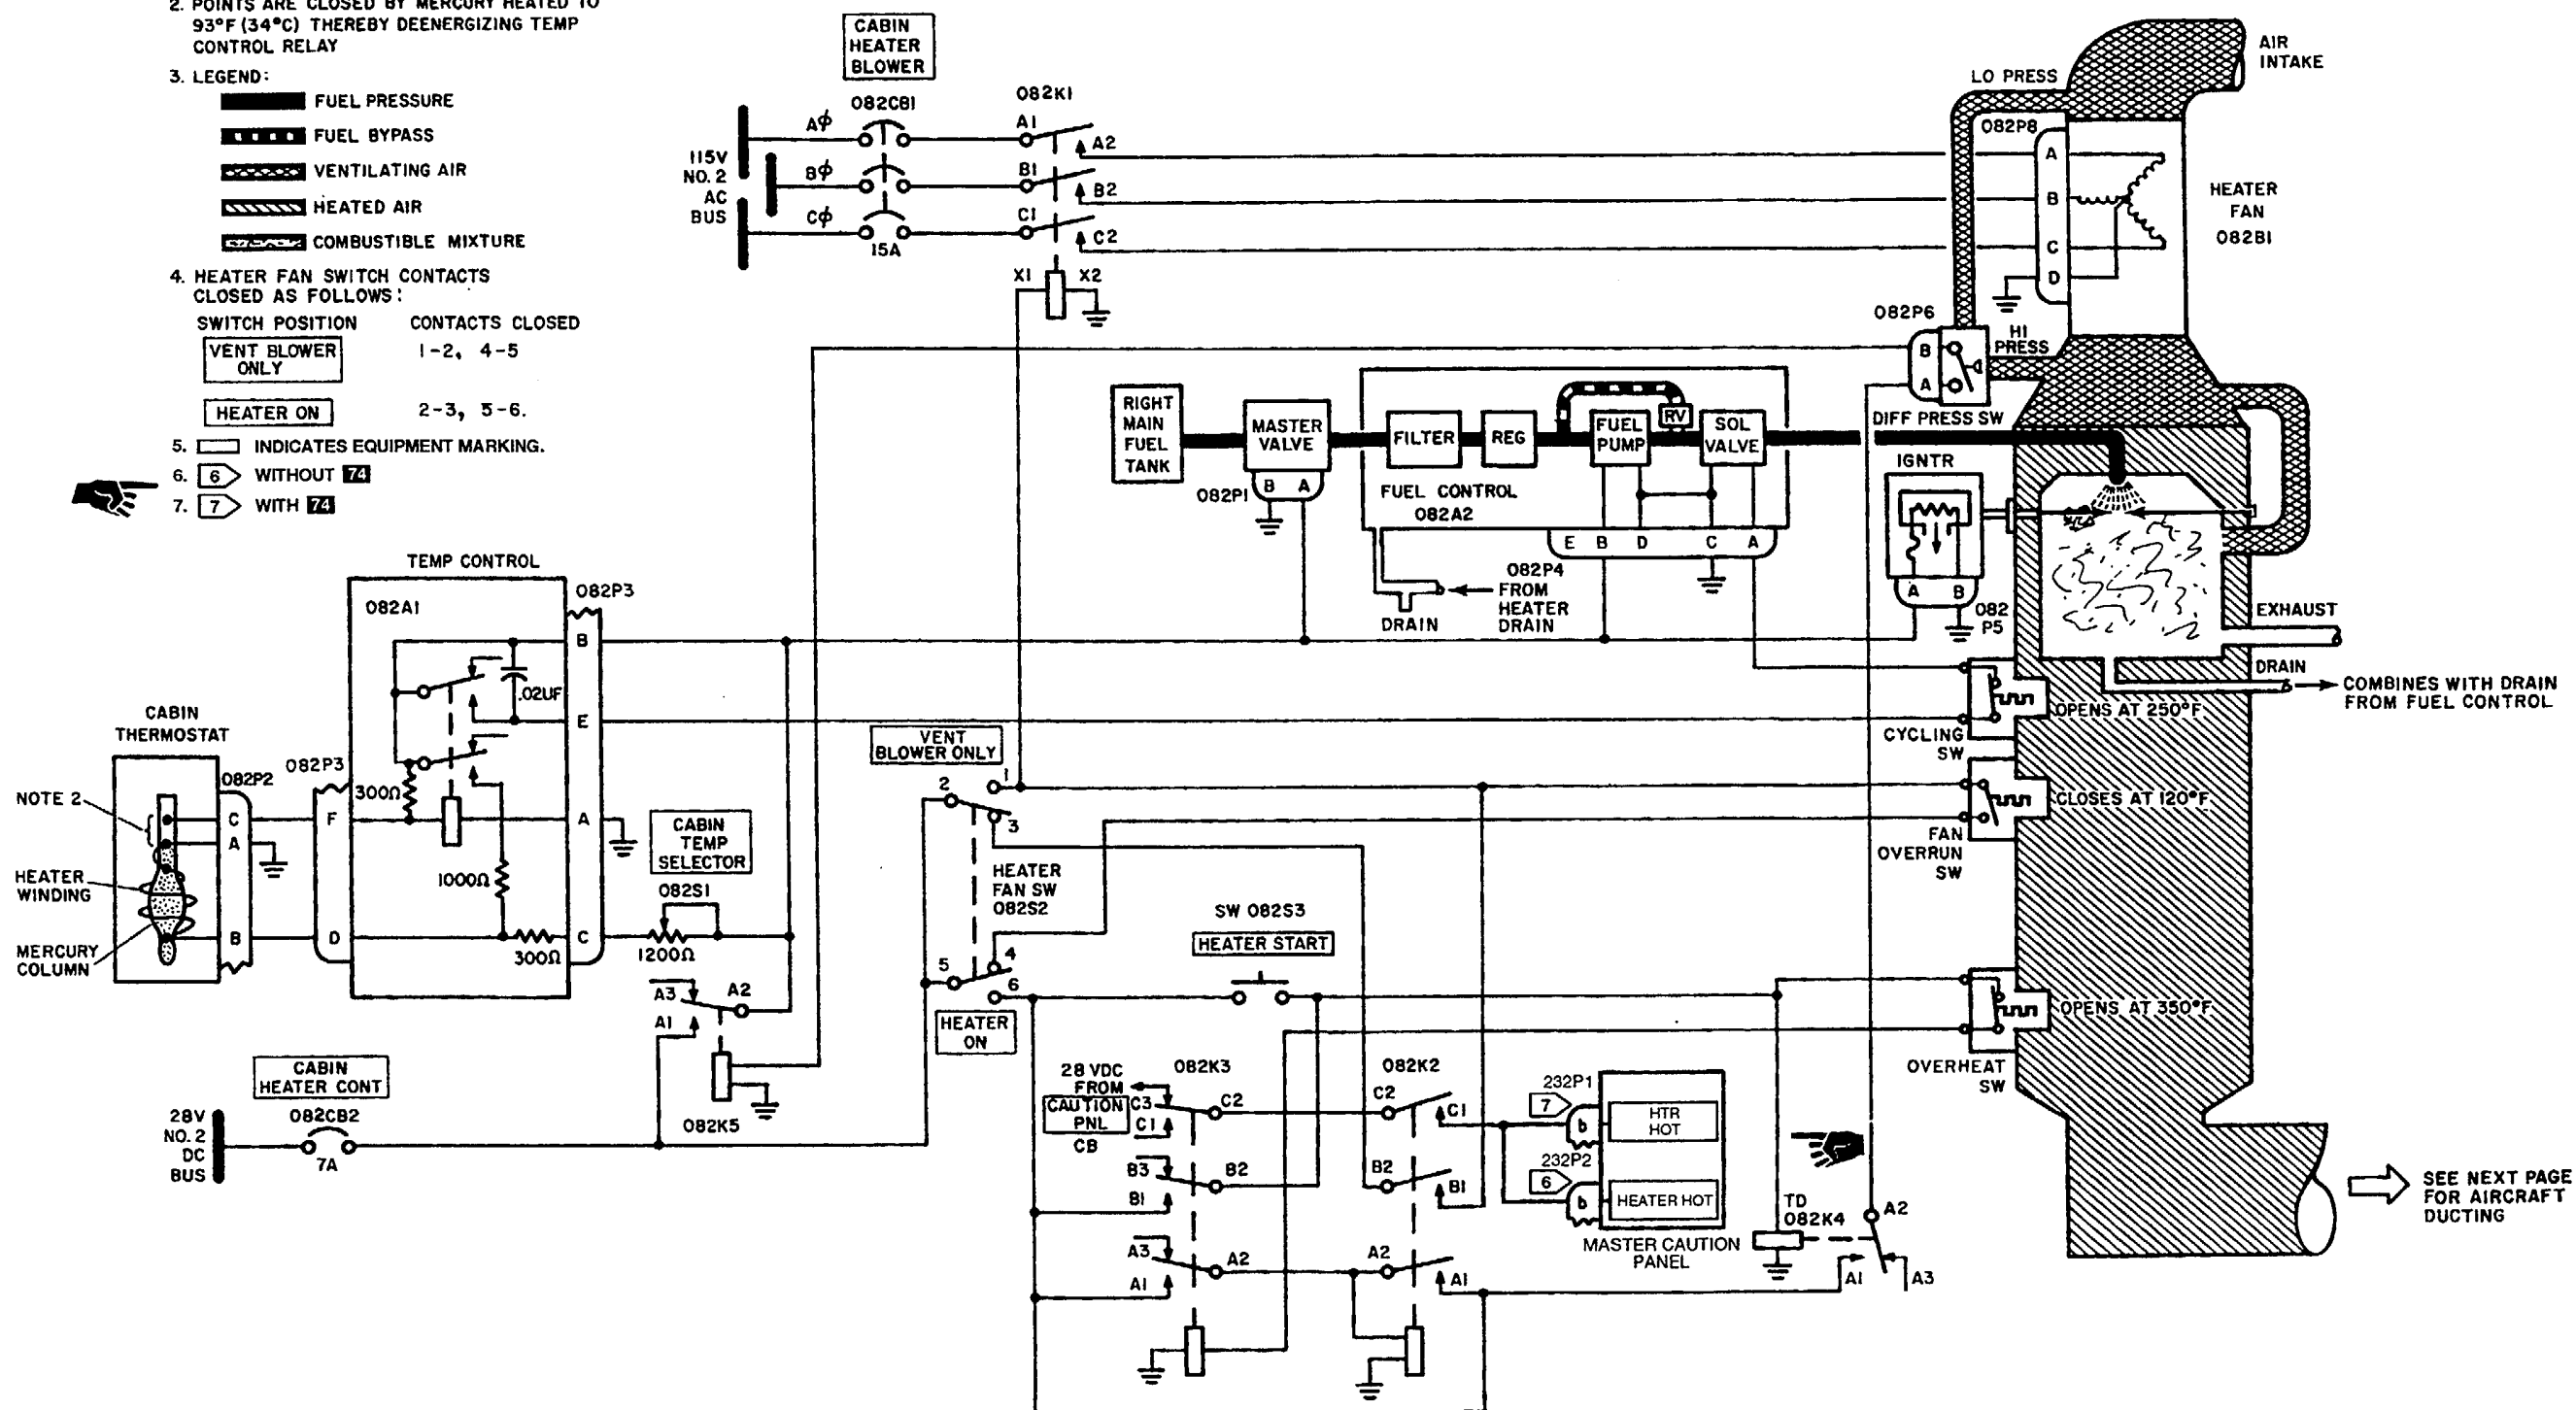 2. POINTS ARE CLOSED BY MERCURY HEATED TO
93°F (34°C) THEREBY DEENERGIZING TEMP
CONTROL RELAY
3. LEGEND:
FUEL PRESSURE
FUEL BYPASS
VENTILATING AIR
HEATED AIR
COMBUSTIBLE MIXTURE
4. HEATER FAN SWITCH CONTACTS
CLOSED AS FOLLOWS:
SWITCH POSITION CONTACTS CLOSED
VENT BLOWER
ONLY
1-2, 4-5
HEATER ON 2-3, 5-6.
5. INDICATES EQUIPMENT MARKING.
6. 6 WITHOUT 74
7. 7 WITH 74
CABIN
HEATER
BLOWER
082CB1
082K1
115V
NO. 2
AC
BUS
Aϕ
Bϕ
Cϕ
15A
A1
A2
B1
B2
C1
C2
X1
X2
AIR
INTAKE
LO PRESS
082P8
A
B
C
D
HEATER
FAN
082B1
082P6
B
A
HI
PRESS
DIFF PRESS SW
RIGHT
MAIN
FUEL
TANK
MASTER
VALVE
B A
082P1
FILTER
REG
FUEL
PUMP
RV
SOL
VALVE
FUEL CONTROL
082A2
E B D C A
082P4
FROM
HEATER
DRAIN
DRAIN
IGNTR
A B
082
P5
EXHAUST
DRAIN
COMBINES WITH DRAIN
FROM FUEL CONTROL
OPENS AT 250°F
CYCLING
SW
CLOSES AT 120°F
FAN
OVERRUN
SW
OPENS AT 350°F
OVERHEAT
SW
SEE NEXT PAGE
FOR AIRCRAFT
DUCTING
TEMP CONTROL
082A1
082P3
B
E
A
C
.02UF
300Ω
1000Ω
300Ω
082P3
F
D
CABIN
THERMOSTAT
082P2
C
A
B
NOTE 2
HEATER
WINDING
MERCURY
COLUMN
CABIN
TEMP
SELECTOR
082S1
1200Ω
A3
A2
A1
082K5
CABIN
HEATER CONT
082CB2
7A
28V
NO. 2
DC
BUS
VENT
BLOWER ONLY
1
2
3
HEATER
FAN SW
082S2
4
5
6
HEATER
ON
SW 082S3
HEATER START
28 VDC
FROM
CAUTION
PNL
CB
082K3
C3
C2
C1
B3
B2
B1
A3
A2
A1
082K2
C2
C1
B2
B1
A2
A1
232P1
7
b
HTR
HOT
232P2
6
b
HEATER HOT
MASTER CAUTION
PANEL
TD
082K4
A2
A1
A3